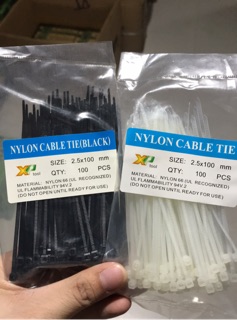 NYLON CABLE TIE(BLACK)
SIZE: 2.5x100 mm
QTY: 100 PCS
MATERIAL: NYLON 66 (UL RECOGNIZED)
UL FLAMMABILITY 94V.2
(DO NOT OPEN UNTIL READY FOR USE)
NYLON CABLE TIE
SIZE: 2.5x100 mm
QTY: 100 PCS
MATERIAL: NYLON 66 (UL RECOGNIZED)
UL FLAMMABILITY 94V.2
(DO NOT OPEN UNTIL READY FOR USE)